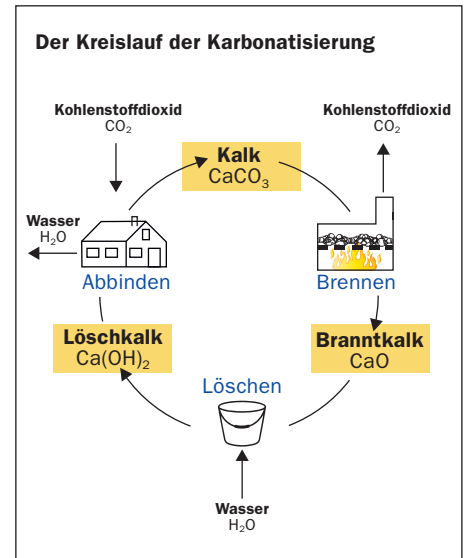 Der Kreislauf der Karbonatisierung
Kohlenstoffdioxid
CO₂
Kohlenstoffdioxid
CO₂
Kalk
CaCO₃
Wasser
H₂O
Abbinden
Brennen
Löschkalk
Ca(OH)₂
Branntkalk
CaO
Löschen
Wasser
H₂O